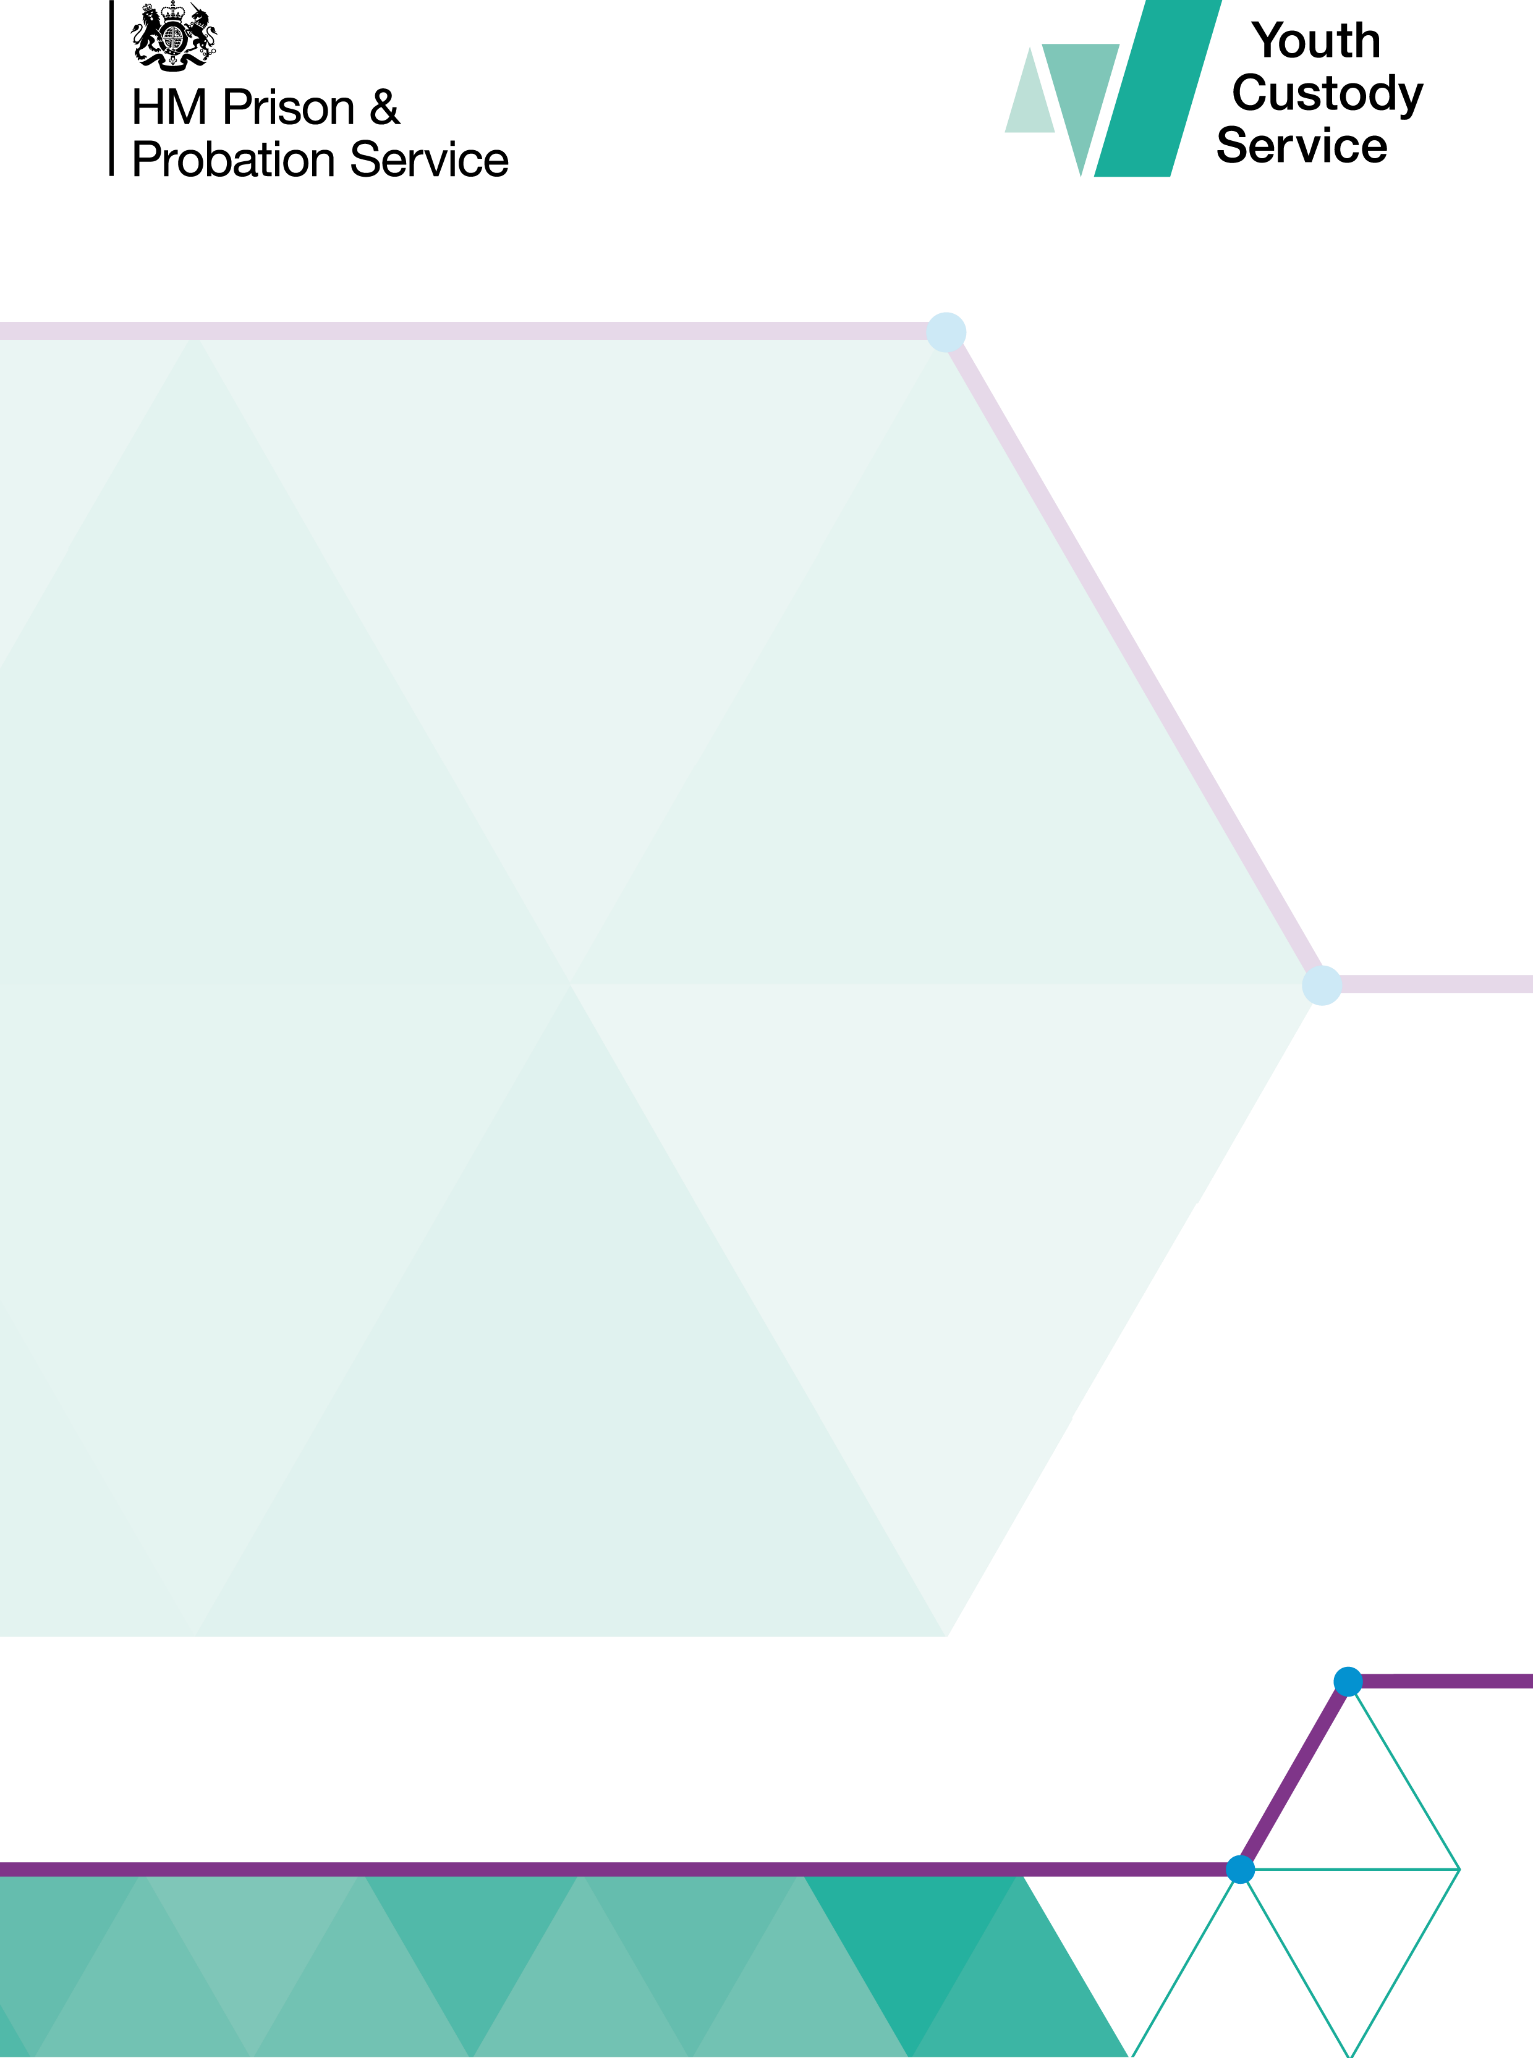 HM Prison &
Probation Service
Youth
Custody
Service